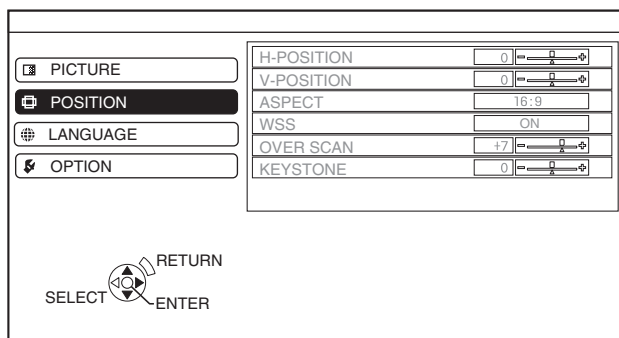 PICTURE
POSITION
LANGUAGE
OPTION
H-POSITION 0 - +
V-POSITION 0 - +
ASPECT 16:9
WSS ON
OVER SCAN +7 - +
KEYSTONE 0 - +
RETURN
SELECT
ENTER